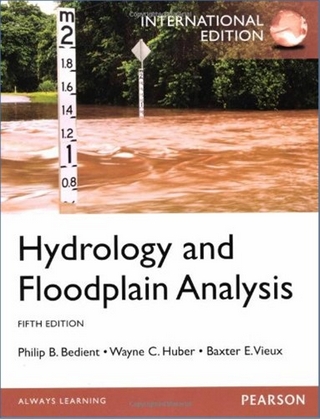 INTERNATIONAL
EDITION
m
2
1.8
1.6
1.4
1.2
1
0.8
Hydrology and
Floodplain Analysis
FIFTH EDITION
Philip B. Bedient • Wayne C. Huber • Baxter E. Vieux
ALWAYS LEARNING
PEARSON